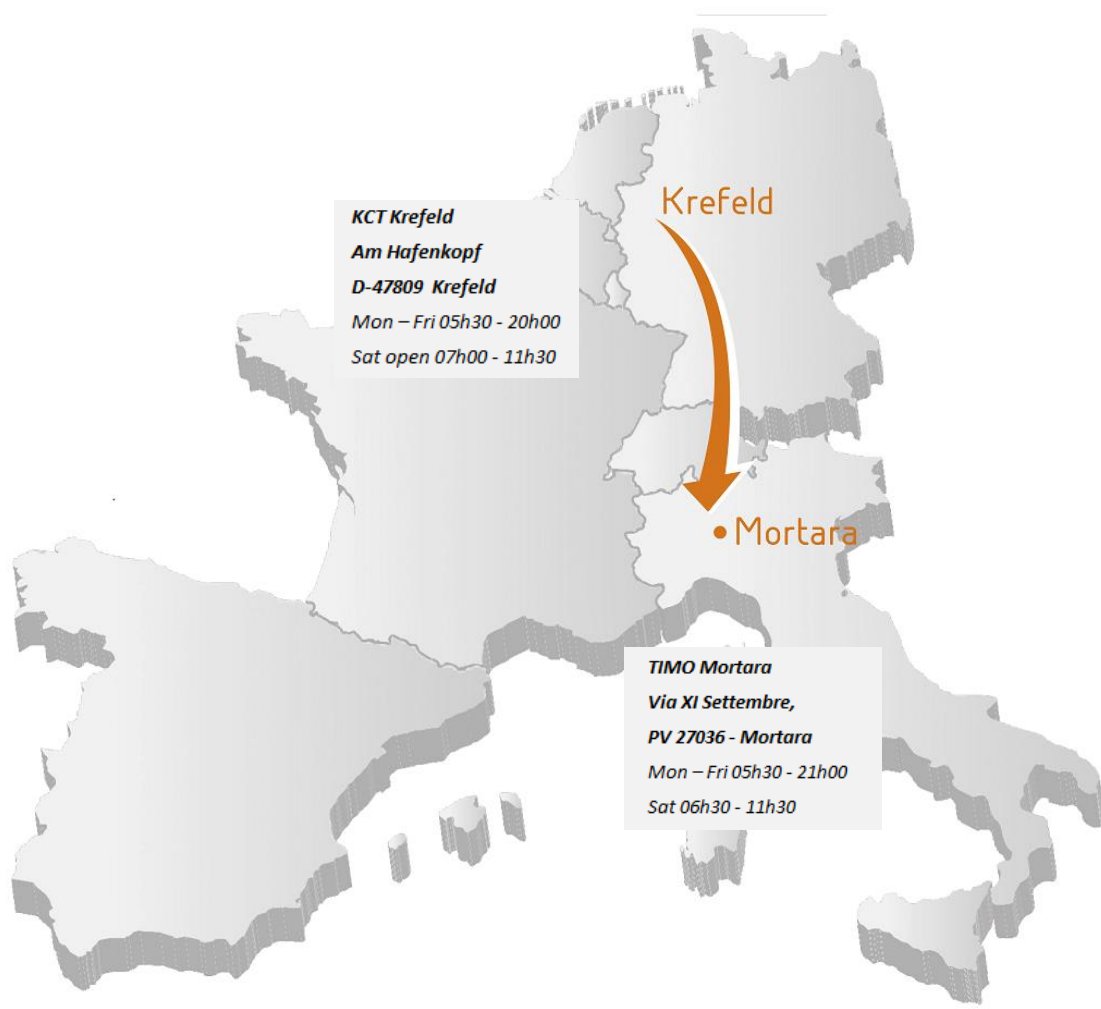 Krefeld
KCT Krefeld
Am Hafenkopf
D-47809 Krefeld
Mon – Fri 05h30 - 20h00
Sat open 07h00 - 11h30
Mortara
TIMO Mortara
Via XI Settembre,
PV 27036 - Mortara
Mon – Fri 05h30 - 21h00
Sat 06h30 - 11h30